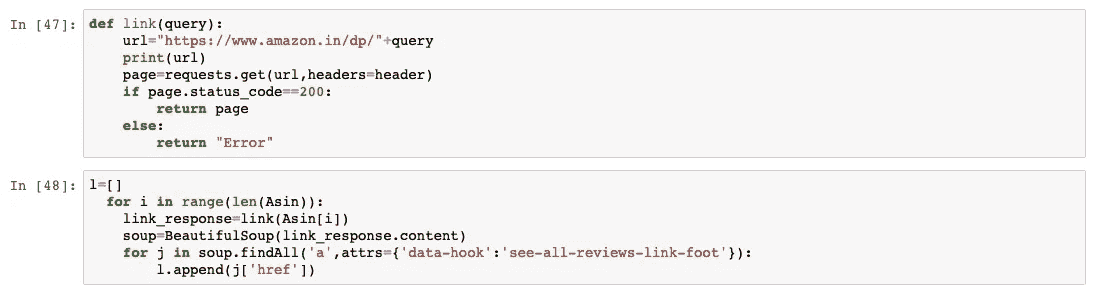 In [47]: def link(query):
    url="https://www.amazon.in/dp/"+query
    print(url)
    page=requests.get(url,headers=header)
    if page.status_code==200:
        return page
    else:
        return "Error"
In [48]: l=[]
  for i in range(len(Asin)):
    link_response=link(Asin[i])
    soup=BeautifulSoup(link_response.content)
    for j in soup.findAll('a',attrs={'data-hook':'see-all-reviews-link-foot'}):
        l.append(j['href'])